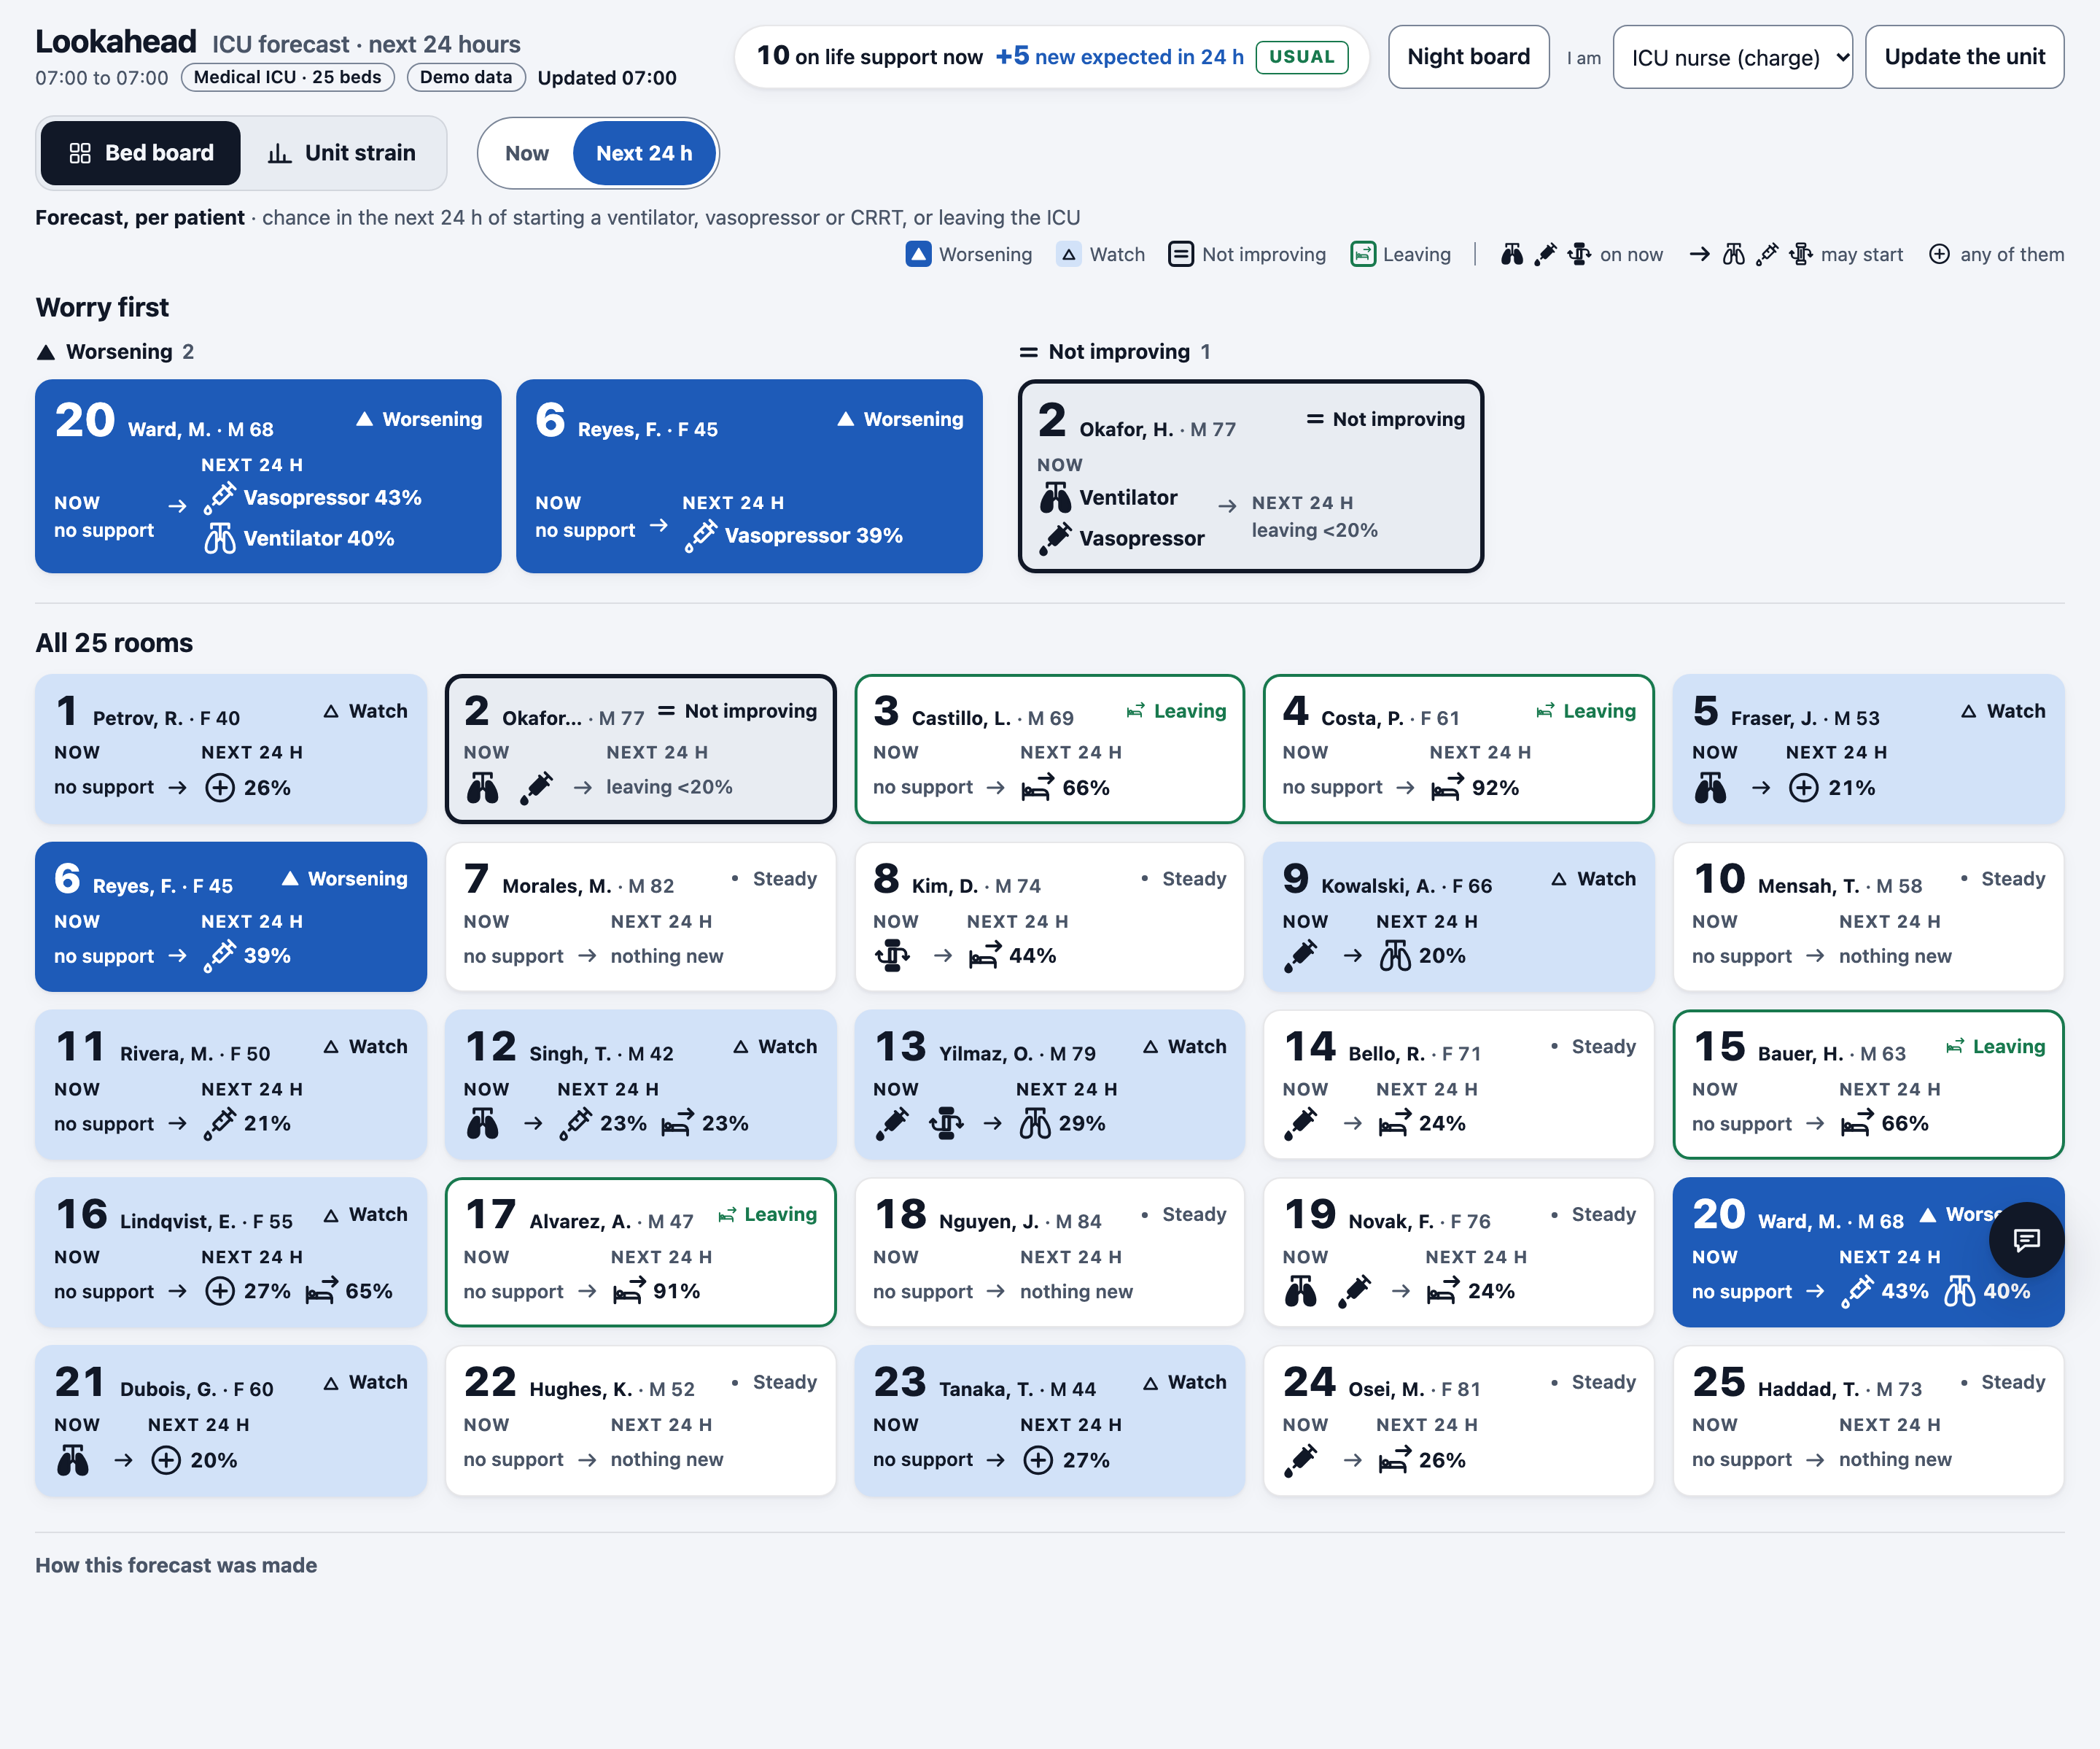 Lookahead ICU forecast · next 24 hours
07:00 to 07:00 Medical ICU · 25 beds Demo data Updated 07:00
10 on life support now +5 new expected in 24 h USUAL
Night board
I am ICU nurse (charge)
Update the unit
Bed board Unit strain
Now Next 24 h
Forecast, per patient · chance in the next 24 h of starting a ventilator, vasopressor or CRRT, or leaving the ICU
Worsening Watch Not improving Leaving on now may start any of them
Worry first
Worsening 2
20 Ward, M. · M 68 Worsening
NOW
no support
NEXT 24 H
Vasopressor 43%
Ventilator 40%
6 Reyes, F. · F 45 Worsening
NOW
no support
NEXT 24 H
Vasopressor 39%
Not improving 1
2 Okafor, H. · M 77 Not improving
NOW
Ventilator
Vasopressor
NEXT 24 H
leaving <20%
All 25 rooms
1 Petrov, R. · F 40 Watch
NOW NEXT 24 H
no support → 26%
2 Okafor... · M 77 Not improving
NOW NEXT 24 H
→ leaving <20%
3 Castillo, L. · M 69 Leaving
NOW NEXT 24 H
no support → 66%
4 Costa, P. · F 61 Leaving
NOW NEXT 24 H
no support → 92%
5 Fraser, J. · M 53 Watch
NOW NEXT 24 H
→ 21%
6 Reyes, F. · F 45 Worsening
NOW NEXT 24 H
no support → 39%
7 Morales, M. · M 82 Steady
NOW NEXT 24 H
no support → nothing new
8 Kim, D. · M 74 Steady
NOW NEXT 24 H
→ 44%
9 Kowalski, A. · F 66 Watch
NOW NEXT 24 H
→ 20%
10 Mensah, T. · M 58 Steady
NOW NEXT 24 H
no support → nothing new
11 Rivera, M. · F 50 Watch
NOW NEXT 24 H
no support → 21%
12 Singh, T. · M 42 Watch
NOW NEXT 24 H
→ 23% 23%
13 Yilmaz, O. · M 79 Watch
NOW NEXT 24 H
→ 29%
14 Bello, R. · F 71 Steady
NOW NEXT 24 H
→ 24%
15 Bauer, H. · M 63 Leaving
NOW NEXT 24 H
no support → 66%
16 Lindqvist, E. · F 55 Watch
NOW NEXT 24 H
no support → 27% 65%
17 Alvarez, A. · M 47 Leaving
NOW NEXT 24 H
no support → 91%
18 Nguyen, J. · M 84 Steady
NOW NEXT 24 H
no support → nothing new
19 Novak, F. · F 76 Steady
NOW NEXT 24 H
→ 24%
20 Ward, M. · M 68
NOW NEXT 24 H
no support → 43% 40%
21 Dubois, G. · F 60 Watch
NOW NEXT 24 H
→ 20%
22 Hughes, K. · M 52 Steady
NOW NEXT 24 H
no support → nothing new
23 Tanaka, T. · M 44 Watch
NOW NEXT 24 H
no support → 27%
24 Osei, M. · F 81 Steady
NOW NEXT 24 H
→ 26%
25 Haddad, T. · M 73 Steady
NOW NEXT 24 H
no support → nothing new
How this forecast was made